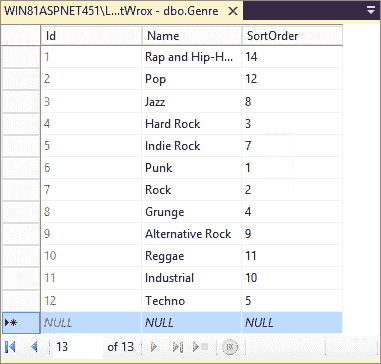 WIN81ASPNET451\L...tWrox - dbo.Genre
Id Name SortOrder
1 Rap and Hip-H... 14
2 Pop 12
3 Jazz 8
4 Hard Rock 3
5 Indie Rock 7
6 Punk 1
7 Rock 2
8 Grunge 4
9 Alternative Rock 9
10 Reggae 11
11 Industrial 10
12 Techno 5
NULL NULL NULL
13 of 13